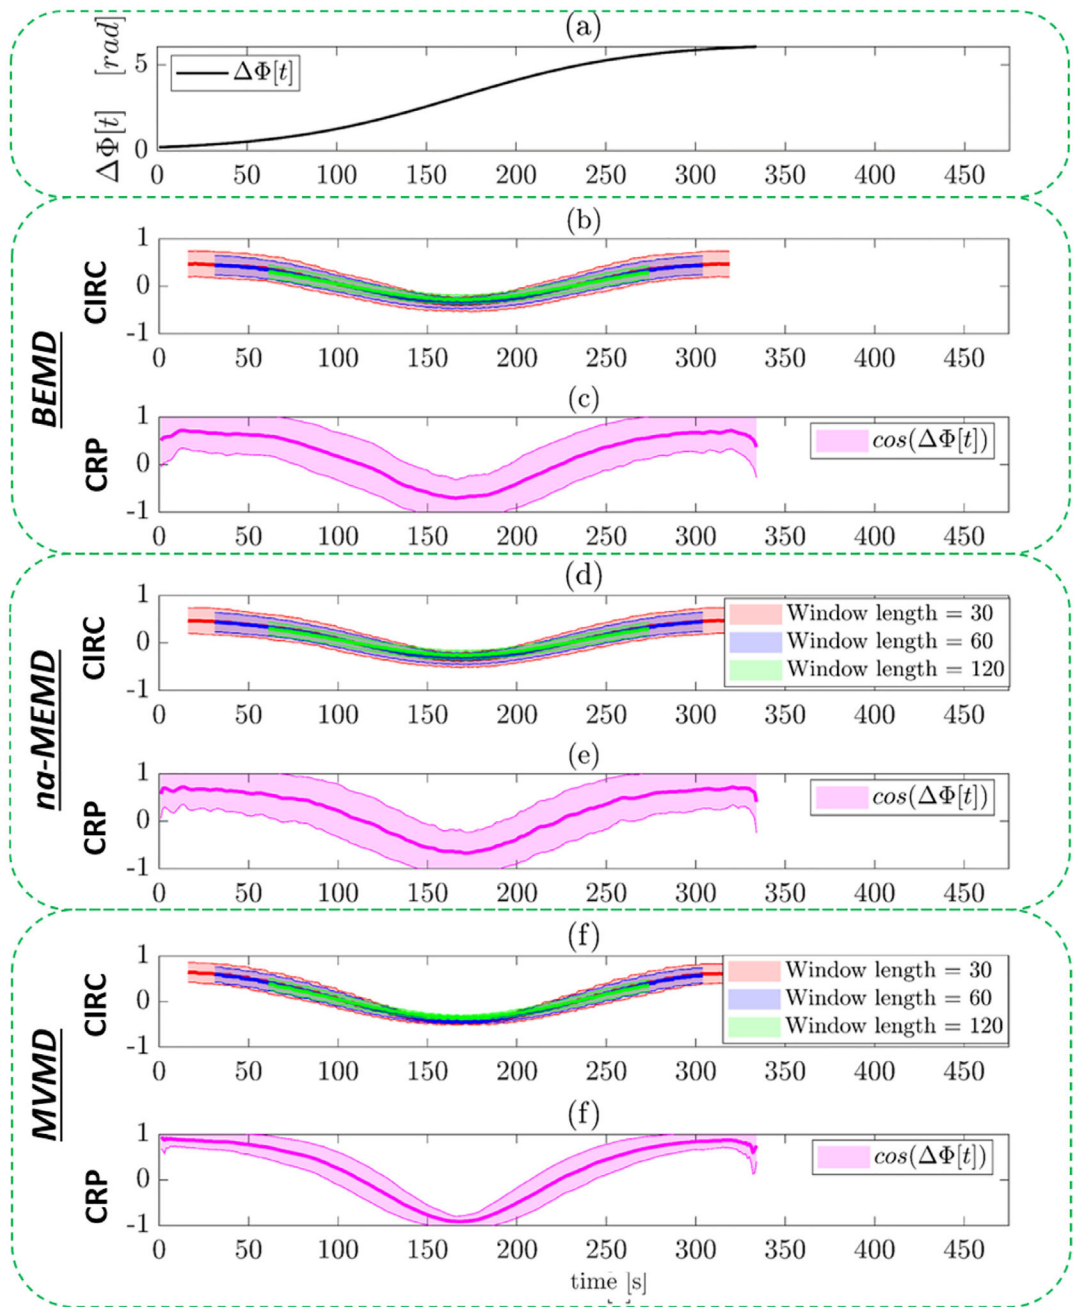 (a)
ΔΦ[t] [rad]
5
0
ΔΦ[t]
0 50 100 150 200 250 300 350 400 450
BEMD
(b)
CIRC
1
0
-1
0 50 100 150 200 250 300 350 400 450
(c)
CRP
1
0
-1
cos(ΔΦ[t])
0 50 100 150 200 250 300 350 400 450
na-MEMD
(d)
CIRC
1
0
-1
Window length = 30
Window length = 60
Window length = 120
0 50 100 150 200 250 300 350 400 450
(e)
CRP
1
0
-1
cos(ΔΦ[t])
0 50 100 150 200 250 300 350 400 450
MVMD
(f)
CIRC
1
0
-1
Window length = 30
Window length = 60
Window length = 120
0 50 100 150 200 250 300 350 400 450
(f)
CRP
1
0
-1
cos(ΔΦ[t])
0 50 100 150 200 250 300 350 400 450
time [s]